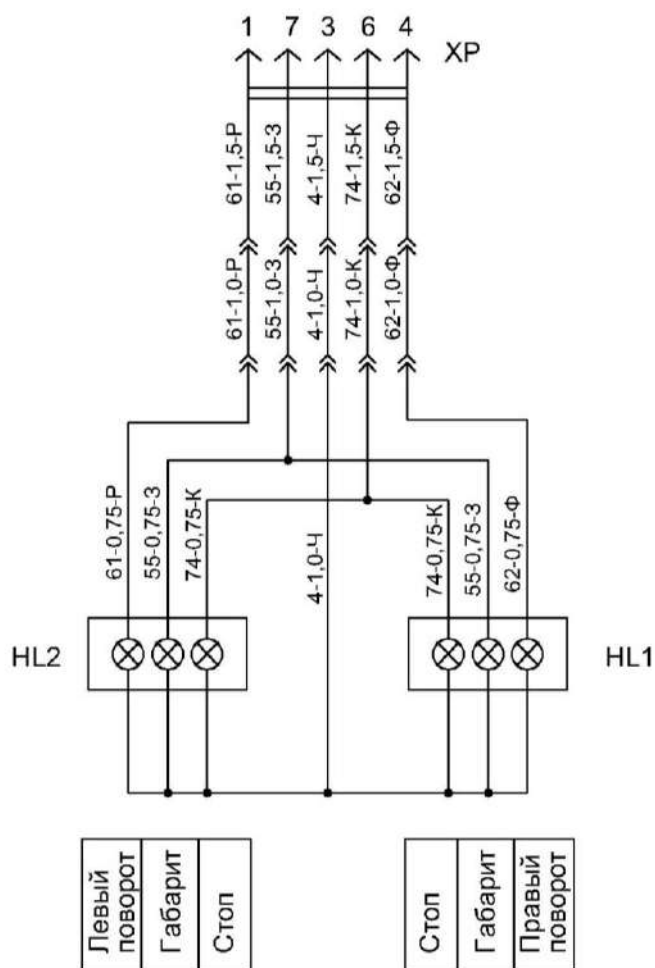 1 7 3 6 4
XP
61-1,5-Р
55-1,5-З
4-1,5-Ч
74-1,5-К
62-1,5-Ф
61-1,0-Р
55-1,0-З
4-1,0-Ч
74-1,0-К
62-1,0-Ф
61-0,75-Р
55-0,75-З
74-0,75-К
4-1,0-Ч
74-0,75-К
55-0,75-З
62-0,75-Ф
HL2
HL1
Левый
поворот
Габарит
Стоп
Стоп
Габарит
Правый
поворот